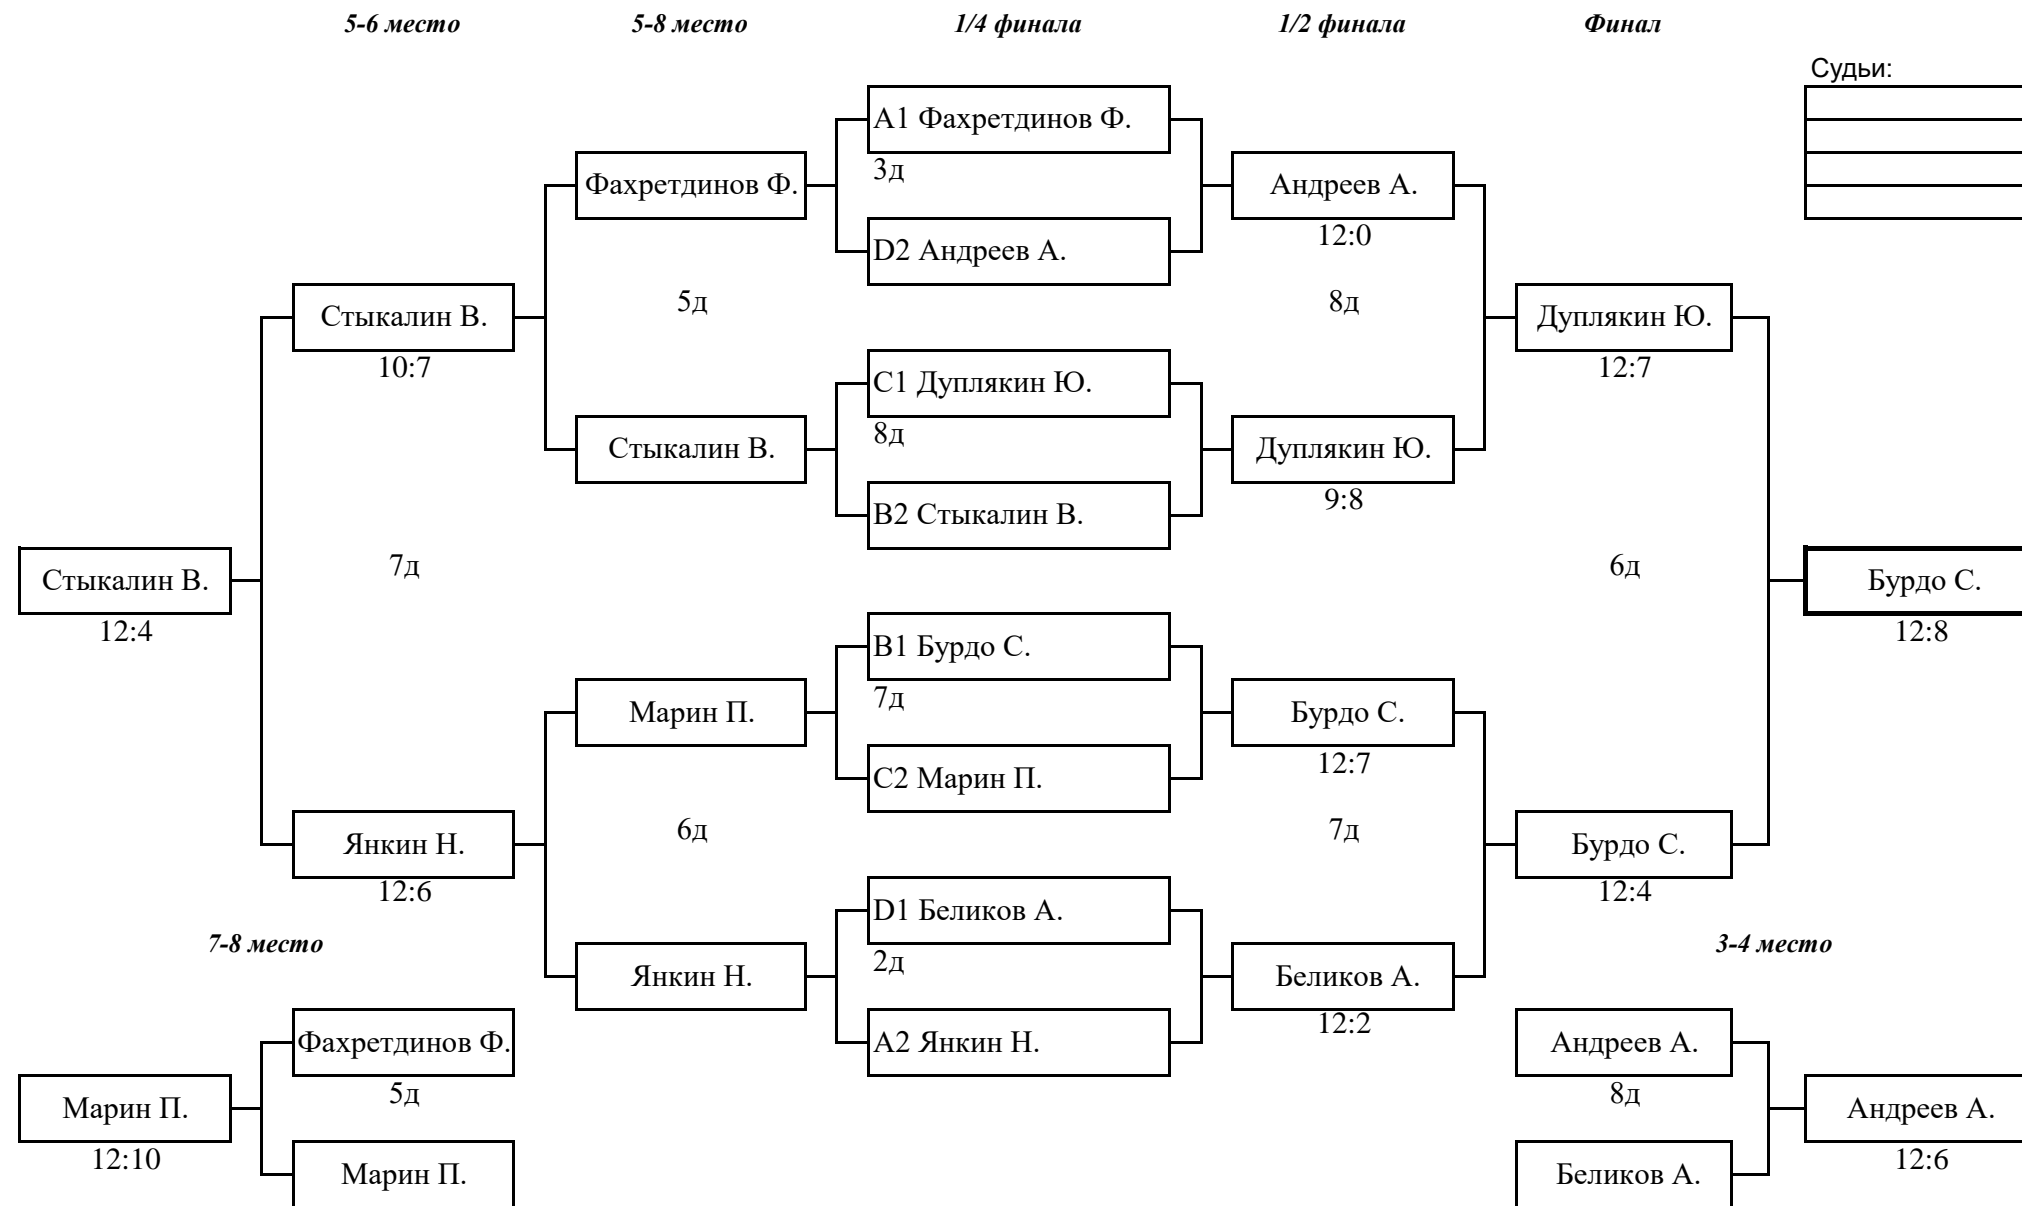 5-6 место 5-8 место 1/4 финала 1/2 финала Финал
Судьи:
A1 Фахретдинов Ф.
3д
Фахретдинов Ф. Андреев А.
D2 Андреев А. 12:0
5д 8д
Стыкалин В. Дуплякин Ю.
10:7 12:7
C1 Дуплякин Ю.
8д
Стыкалин В. Дуплякин Ю.
9:8
B2 Стыкалин В.
7д 6д
Стыкалин В. Бурдо С.
12:4 12:8
B1 Бурдо С.
7д
Марин П. Бурдо С.
12:7
C2 Марин П.
6д 7д
Янкин Н. Бурдо С.
12:6 12:4
D1 Беликов А.
7-8 место 3-4 место
2д
Янкин Н. Беликов А.
12:2
Фахретдинов Ф. A2 Янкин Н. Андреев А.
5д 8д
Марин П. Андреев А.
12:10 12:6
Марин П. Беликов А.